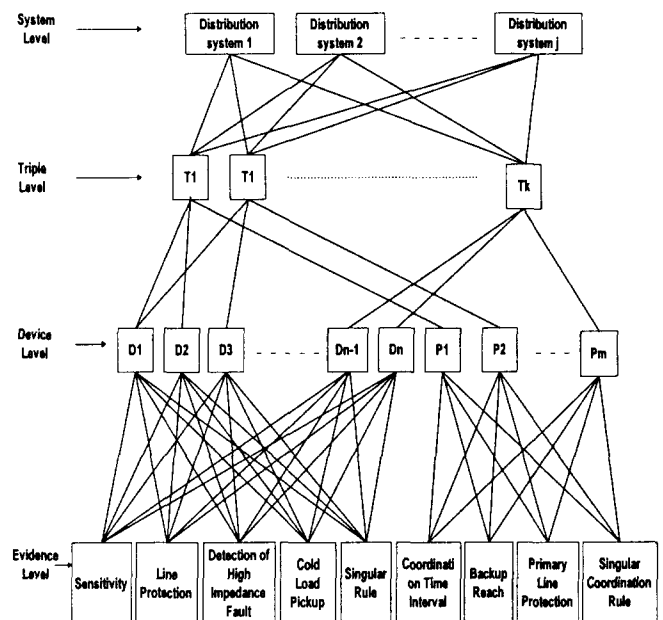 System
Level
Distribution
system 1
Distribution
system 2
Distribution
system j
Triple
Level
T1
T1
Tk
Device
Level
D1
D2
D3
Dn-1
Dn
P1
P2
Pm
Evidence
Level
Sensitivity
Line
Protection
Detection of
High
Impedance
Fault
Cold
Load
Pickup
Singular
Rule
Coordinati
on Time
Interval
Backup
Reach
Primary
Line
Protection
Singular
Coordination
Rule